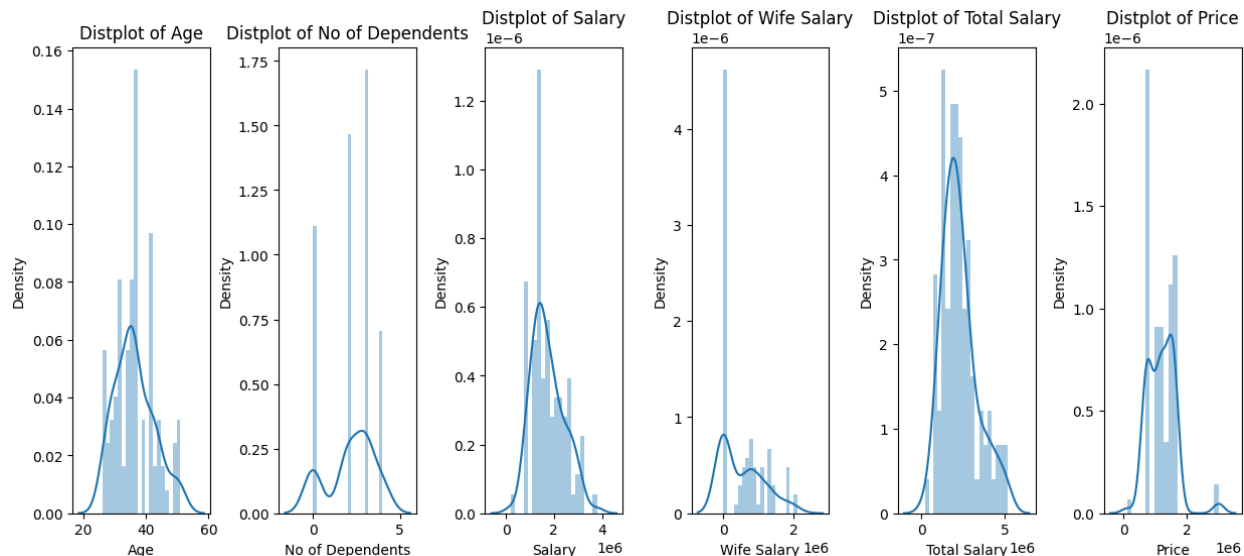 Distplot of Age
0.16
0.14
0.12
0.10
0.08
0.06
0.04
0.02
0.00
Density
20 40 60
Age
Distplot of No of Dependents
1.75
1.50
1.25
1.00
0.75
0.50
0.25
0.00
Density
0 5
No of Dependents
Distplot of Salary
1e-6
1.2
1.0
0.8
0.6
0.4
0.2
0.0
Density
0 2 4
Salary 1e6
Distplot of Wife Salary
1e-6
4
3
2
1
0
Density
0 2
Wife Salary 1e6
Distplot of Total Salary
1e-7
5
4
3
2
1
0
Density
0 5
Total Salary 1e6
Distplot of Price
1e-6
2.0
1.5
1.0
0.5
0.0
Density
0 2
Price 1e6